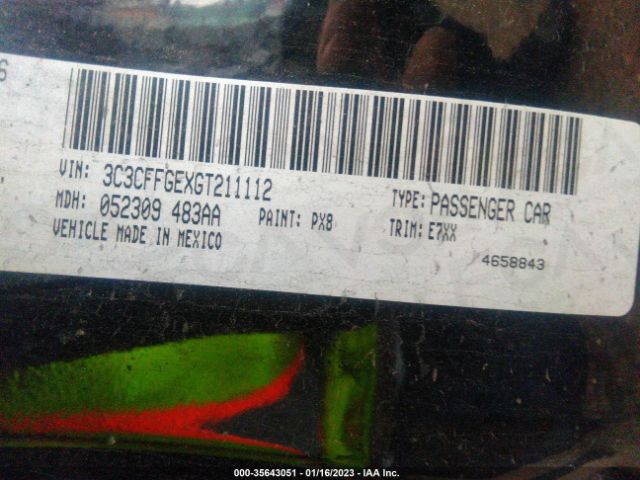 6
VIN: 3C3CFFGEXGT211112
TYPE: PASSENGER CAR
MDH: 052309 483AA PAINT: PX8 TRIM: E7XX
VEHICLE MADE IN MEXICO
4658843
000-35643051 - 01/16/2023 - IAA Inc.